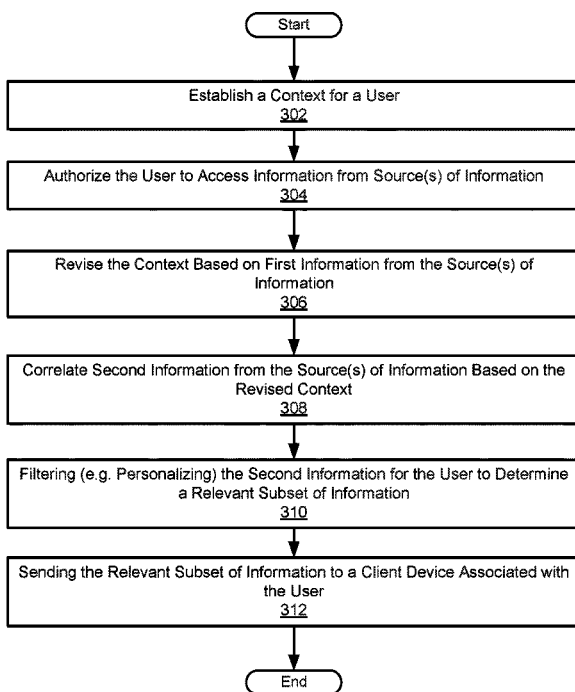 Start
Establish a Context for a User
302
Authorize the User to Access Information from Source(s) of Information
304
Revise the Context Based on First Information from the Source(s) of
Information
306
Correlate Second Information from the Source(s) of Information Based on the
Revised Context
308
Filtering (e.g. Personalizing) the Second Information for the User to Determine
a Relevant Subset of Information
310
Sending the Relevant Subset of Information to a Client Device Associated with
the User
312
End